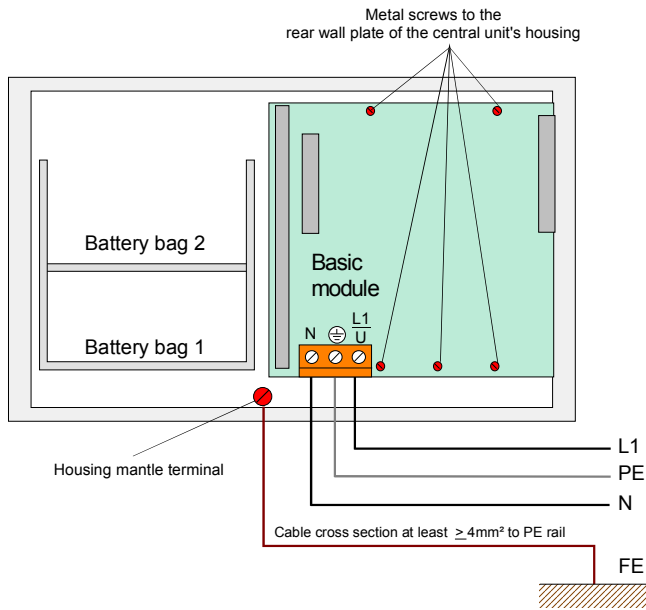 Metal screws to the
rear wall plate of the central unit's housing
Battery bag 2
Basic
module
Battery bag 1
N
L1
U
L1
Housing mantle terminal
PE
N
Cable cross section at least ≥ 4mm² to PE rail
FE